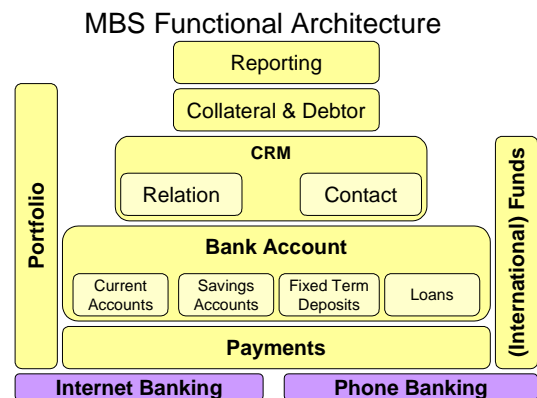 MBS Functional Architecture
Reporting
Collateral & Debtor
CRM
Relation
Contact
Portfolio
(International) Funds
Bank Account
Current
Accounts
Savings
Accounts
Fixed Term
Deposits
Loans
Payments
Internet Banking
Phone Banking